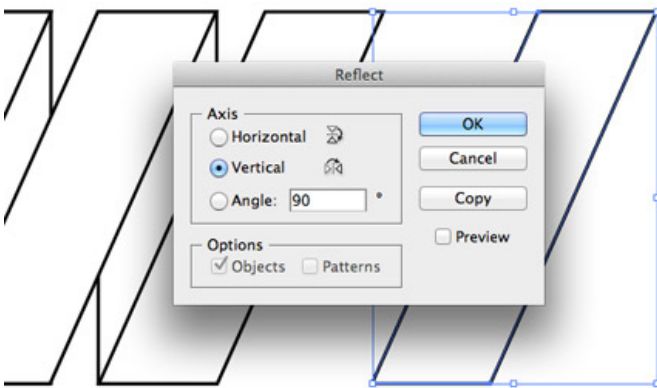 Reflect
Axis
Horizontal
Vertical
Angle: 90 °
OK
Cancel
Copy
Preview
Options
Objects Patterns